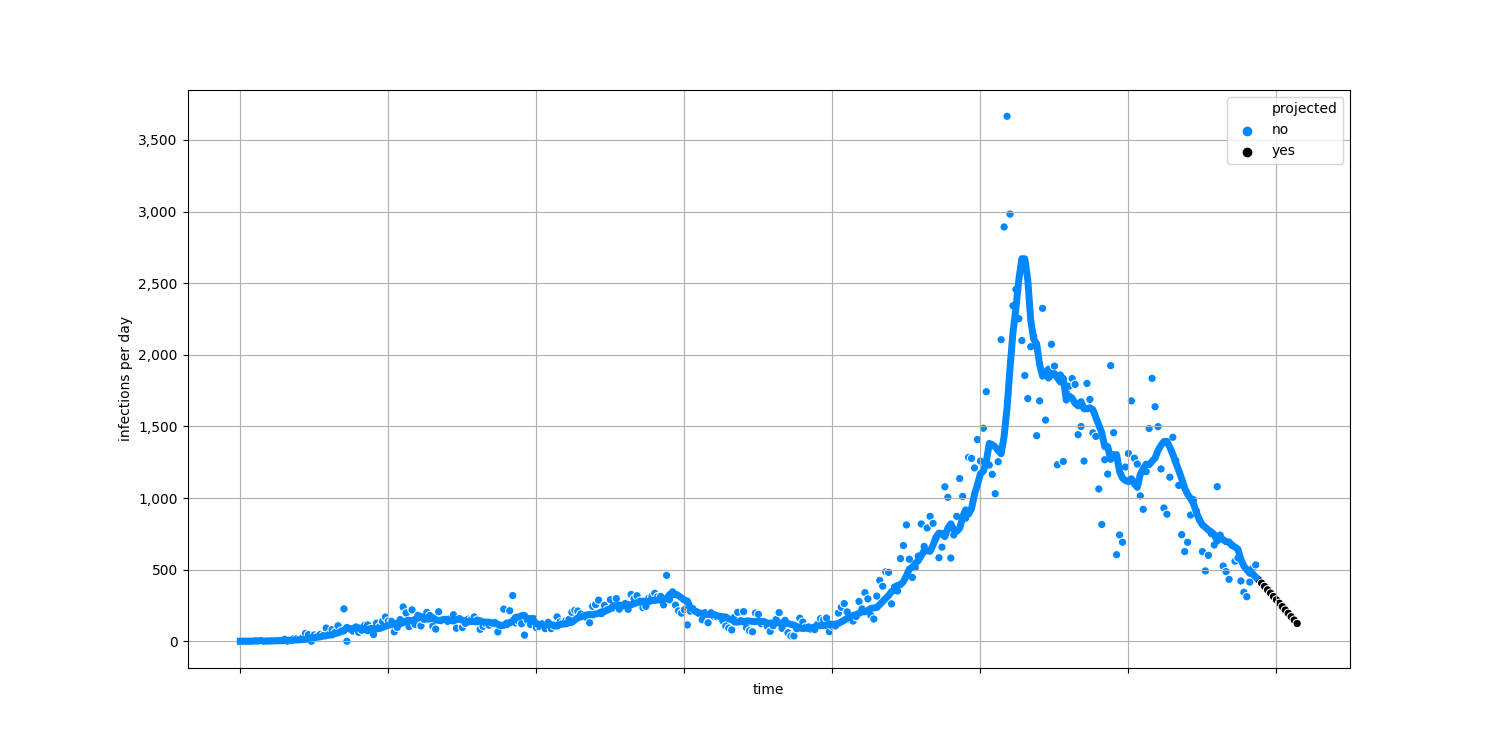 projected
no
yes
3,500
3,000
2,500
2,000
1,500
1,000
500
0
infections per day
time